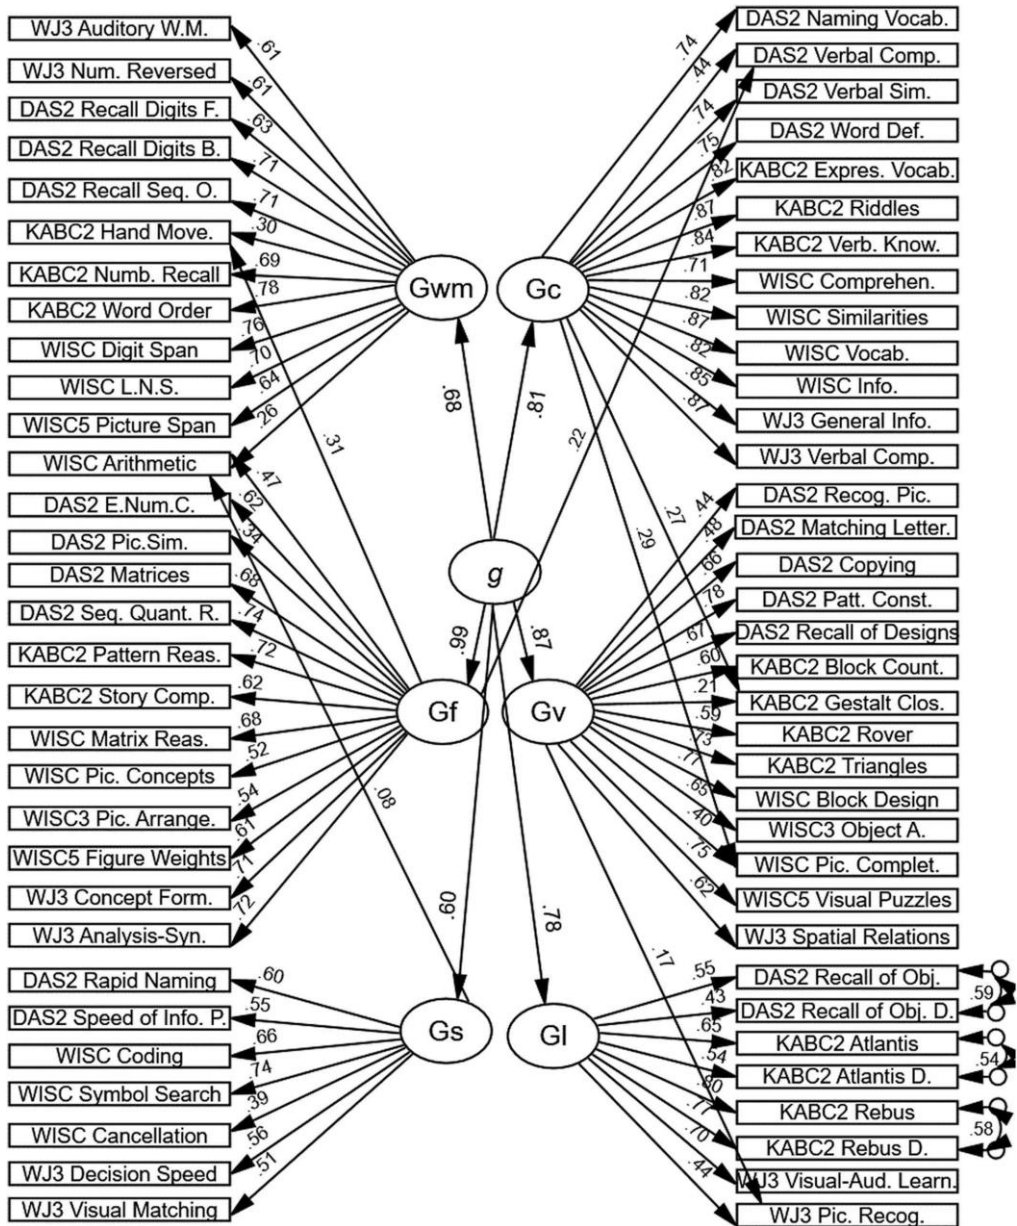 WJ3 Auditory W.M.
WJ3 Num. Reversed
DAS2 Recall Digits F.
DAS2 Recall Digits B.
DAS2 Recall Seq. O.
KABC2 Hand Move.
KABC2 Numb. Recall
KABC2 Word Order
WISC Digit Span
WISC L.N.S.
WISC5 Picture Span
WISC Arithmetic
DAS2 E.Num.C.
DAS2 Pic.Sim.
DAS2 Matrices
DAS2 Seq. Quant. R.
KABC2 Pattern Reas.
KABC2 Story Comp.
WISC Matrix Reas.
WISC Pic. Concepts
WISC3 Pic. Arrange.
WISC5 Figure Weights
WJ3 Concept Form.
WJ3 Analysis-Syn.
DAS2 Rapid Naming
DAS2 Speed of Info. P.
WISC Coding
WISC Symbol Search
WISC Cancellation
WJ3 Decision Speed
WJ3 Visual Matching
.61
.61
.63
.71
.71
.30
.69
.78
.76
.70
.64
.26
.47
.62
.34
.68
.74
.72
.62
.68
.52
.54
.61
.71
.72
.60
.55
.66
.74
.39
.56
.51
.31
.08
Gwm
Gc
.68
.81
g
.99
.87
Gf
Gv
.60
.78
Gs
Gl
.22
.27
.29
.17
.74
.44
.74
.75
.82
.87
.84
.71
.82
.87
.82
.85
.87
.44
.48
.66
.78
.67
.60
.21
.59
.73
.77
.65
.40
.75
.62
.55
.43
.65
.54
.80
.77
.70
.44
DAS2 Naming Vocab.
DAS2 Verbal Comp.
DAS2 Verbal Sim.
DAS2 Word Def.
KABC2 Expres. Vocab.
KABC2 Riddles
KABC2 Verb. Know.
WISC Comprehen.
WISC Similarities
WISC Vocab.
WISC Info.
WJ3 General Info.
WJ3 Verbal Comp.
DAS2 Recog. Pic.
DAS2 Matching Letter.
DAS2 Copying
DAS2 Patt. Const.
DAS2 Recall of Designs
KABC2 Block Count.
KABC2 Gestalt Clos.
KABC2 Rover
KABC2 Triangles
WISC Block Design
WISC3 Object A.
WISC Pic. Complet.
WISC5 Visual Puzzles
WJ3 Spatial Relations
DAS2 Recall of Obj.
DAS2 Recall of Obj. D.
KABC2 Atlantis
KABC2 Atlantis D.
KABC2 Rebus
KABC2 Rebus D.
WJ3 Visual-Aud. Learn.
WJ3 Pic. Recog.
.59
.54
.58